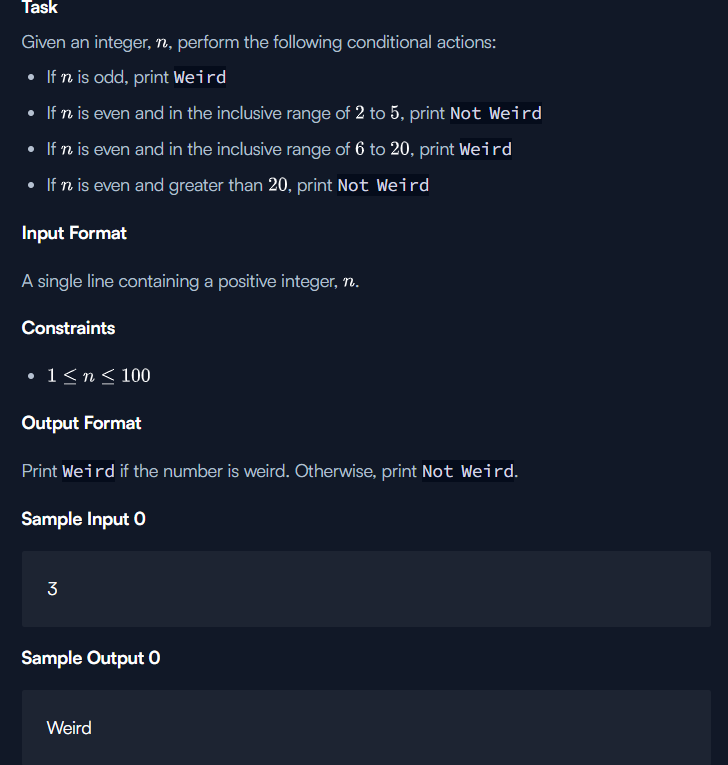 Task
Given an integer, n, perform the following conditional actions:
• If n is odd, print Weird
• If n is even and in the inclusive range of 2 to 5, print Not Weird
• If n is even and in the inclusive range of 6 to 20, print Weird
• If n is even and greater than 20, print Not Weird
Input Format
A single line containing a positive integer, n.
Constraints
• 1 ≤ n ≤ 100
Output Format
Print Weird if the number is weird. Otherwise, print Not Weird.
Sample Input 0
3
Sample Output 0
Weird